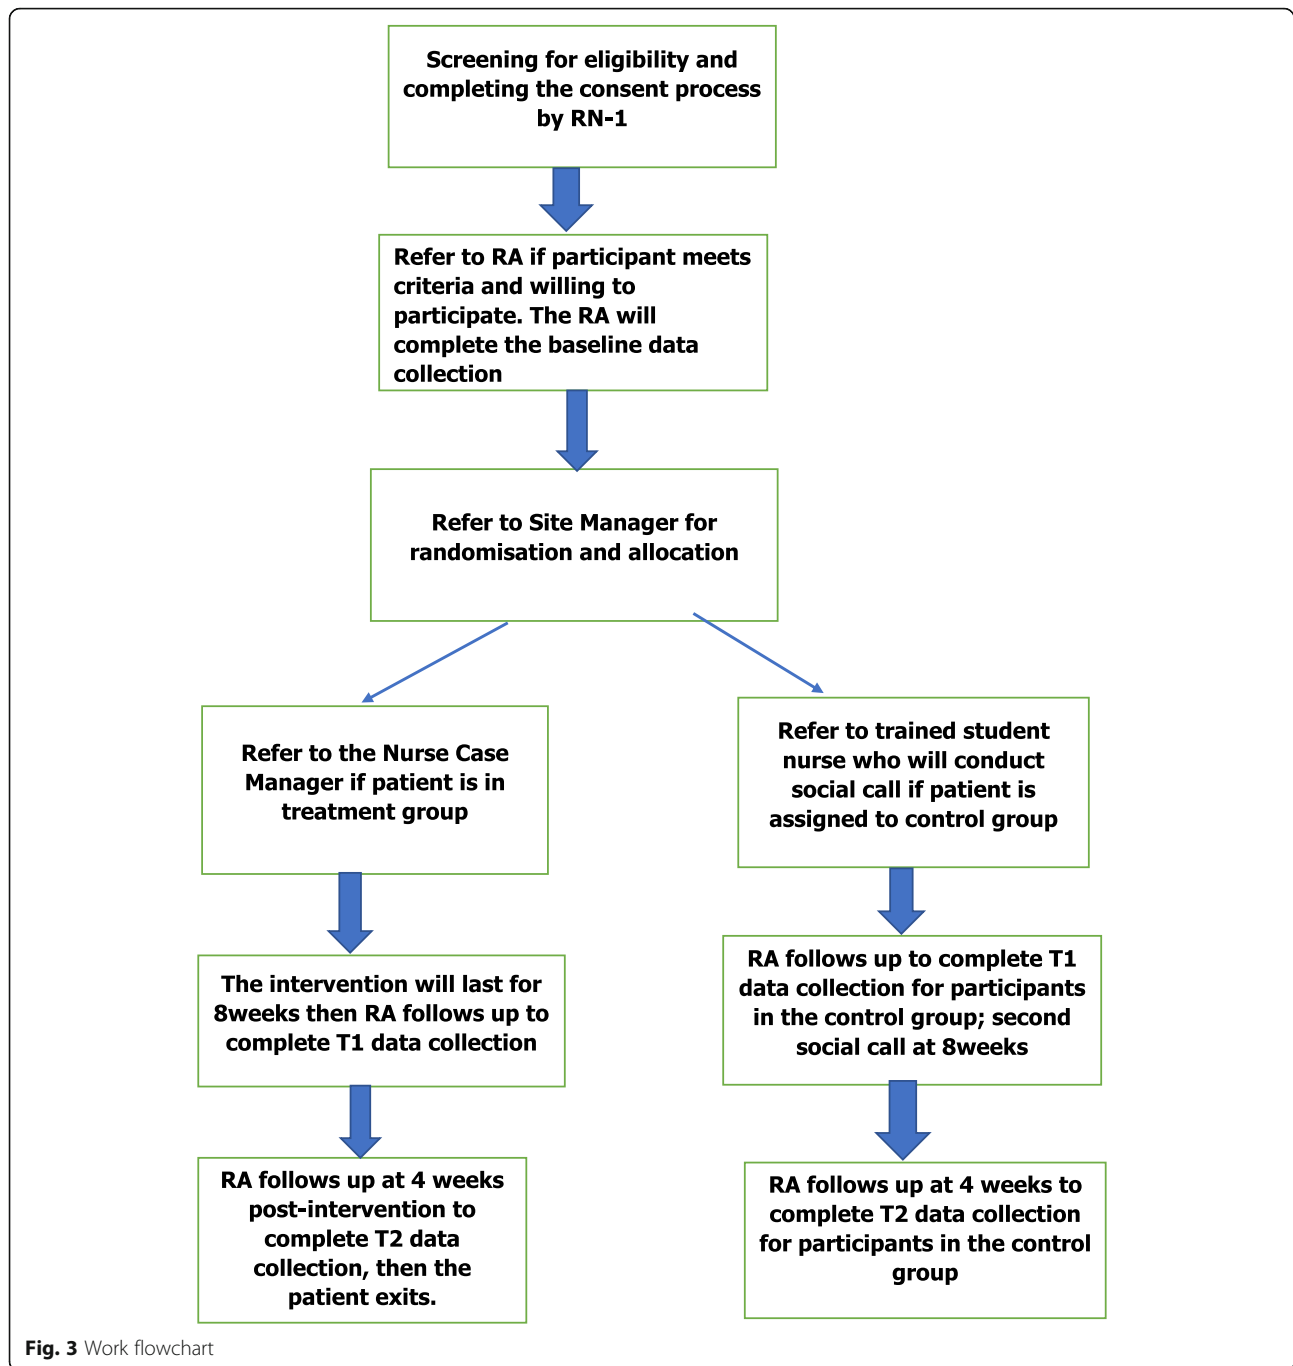 Screening for eligibility and
completing the consent process
by RN-1
Refer to RA if participant meets
criteria and willing to
participate. The RA will
complete the baseline data
collection
Refer to Site Manager for
randomisation and allocation
Refer to the Nurse Case
Manager if patient is in
treatment group
Refer to trained student
nurse who will conduct
social call if patient is
assigned to control group
The intervention will last for
8weeks then RA follows up to
complete T1 data collection
RA follows up to complete T1
data collection for participants
in the control group; second
social call at 8weeks
RA follows up at 4 weeks
post-intervention to
complete T2 data
collection, then the
patient exits.
RA follows up at 4 weeks to
complete T2 data collection
for participants in the control
group
Fig. 3 Work flowchart